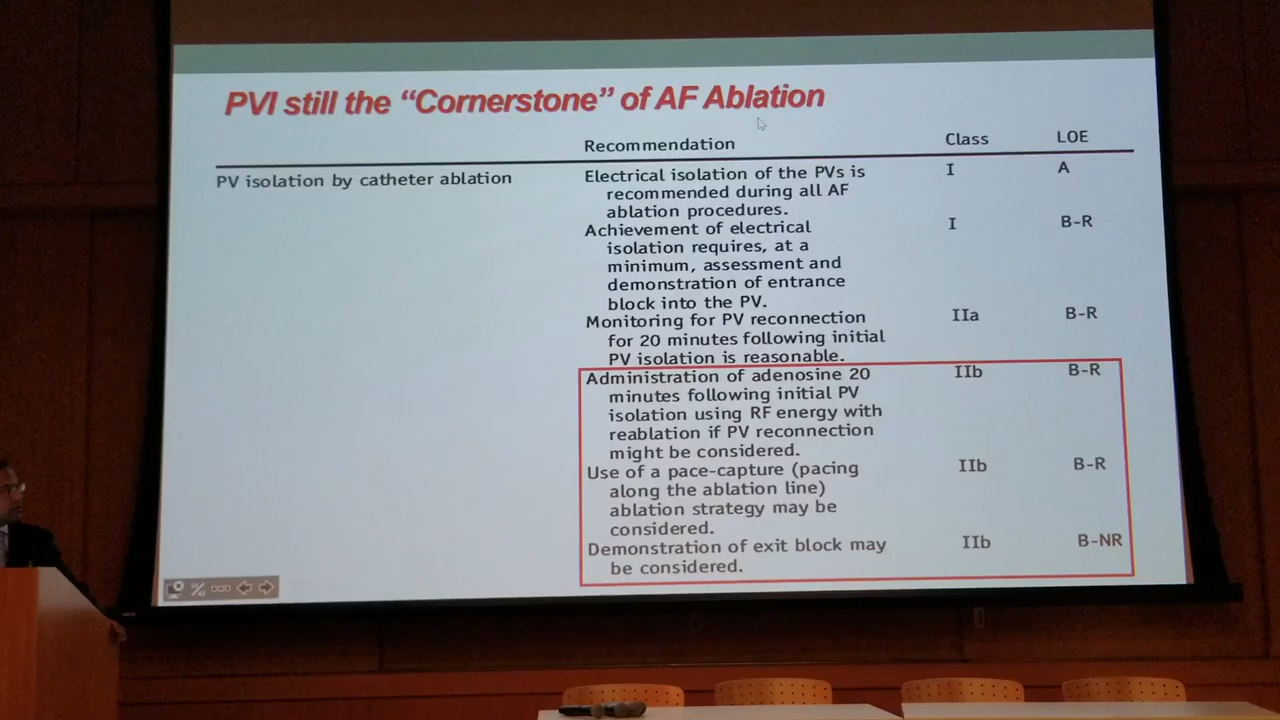 PVI still the “Cornerstone” of AF Ablation
Recommendation Class LOE
PV isolation by catheter ablation Electrical isolation of the PVs is I A
recommended during all AF
ablation procedures.
Achievement of electrical I B-R
isolation requires, at a
minimum, assessment and
demonstration of entrance
block into the PV.
Monitoring for PV reconnection IIa B-R
for 20 minutes following initial
PV isolation is reasonable.
Administration of adenosine 20 IIb B-R
minutes following initial PV
isolation using RF energy with
reablation if PV reconnection
might be considered.
Use of a pace-capture (pacing IIb B-R
along the ablation line)
ablation strategy may be
considered.
Demonstration of exit block may IIb B-NR
be considered.